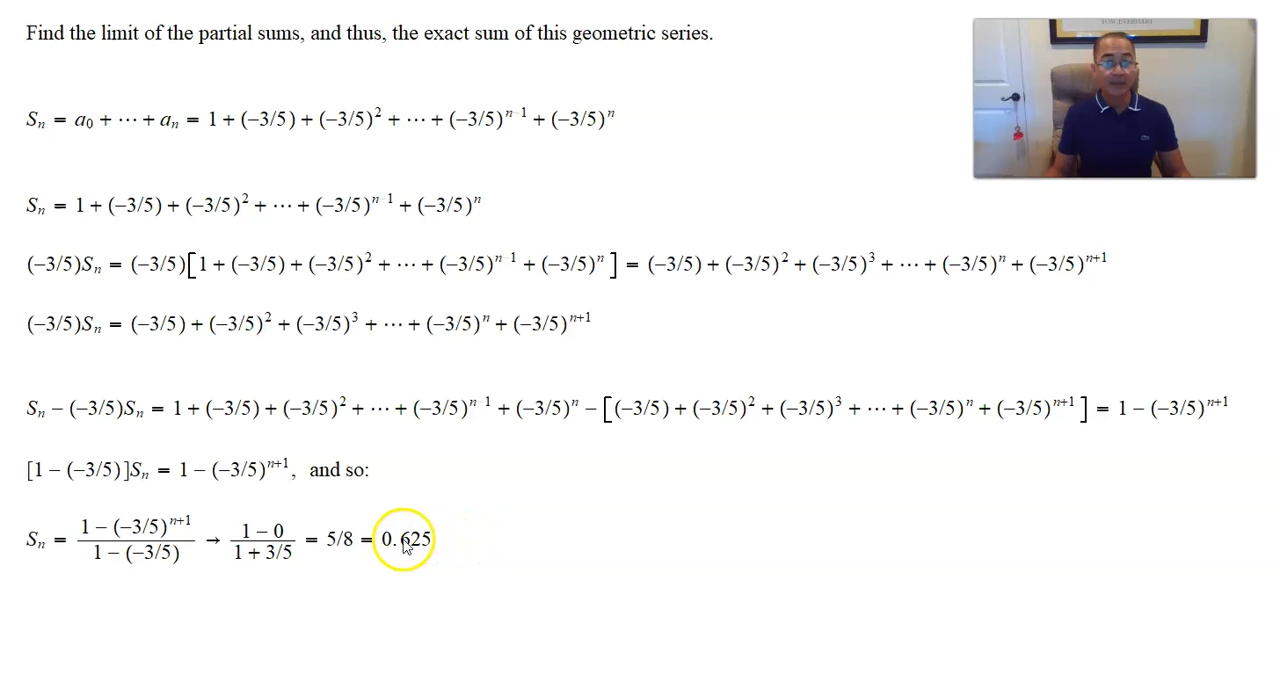 Find the limit of the partial sums, and thus, the exact sum of this geometric series.
Sₙ = a₀ + ⋯ + aₙ = 1 + (−3/5) + (−3/5)² + ⋯ + (−3/5)ⁿ⁻¹ + (−3/5)ⁿ
Sₙ = 1 + (−3/5) + (−3/5)² + ⋯ + (−3/5)ⁿ⁻¹ + (−3/5)ⁿ
(−3/5)Sₙ = (−3/5)[1 + (−3/5) + (−3/5)² + ⋯ + (−3/5)ⁿ⁻¹ + (−3/5)ⁿ] = (−3/5) + (−3/5)² + (−3/5)³ + ⋯ + (−3/5)ⁿ + (−3/5)ⁿ⁺¹
(−3/5)Sₙ = (−3/5) + (−3/5)² + (−3/5)³ + ⋯ + (−3/5)ⁿ + (−3/5)ⁿ⁺¹
Sₙ − (−3/5)Sₙ = 1 + (−3/5) + (−3/5)² + ⋯ + (−3/5)ⁿ⁻¹ + (−3/5)ⁿ − [(−3/5) + (−3/5)² + (−3/5)³ + ⋯ + (−3/5)ⁿ + (−3/5)ⁿ⁺¹] = 1 − (−3/5)ⁿ⁺¹
[1 − (−3/5)]Sₙ = 1 − (−3/5)ⁿ⁺¹, and so:
Sₙ = (1 − (−3/5)ⁿ⁺¹)/(1 − (−3/5)) → (1 − 0)/(1 + 3/5) = 5/8 = 0.625